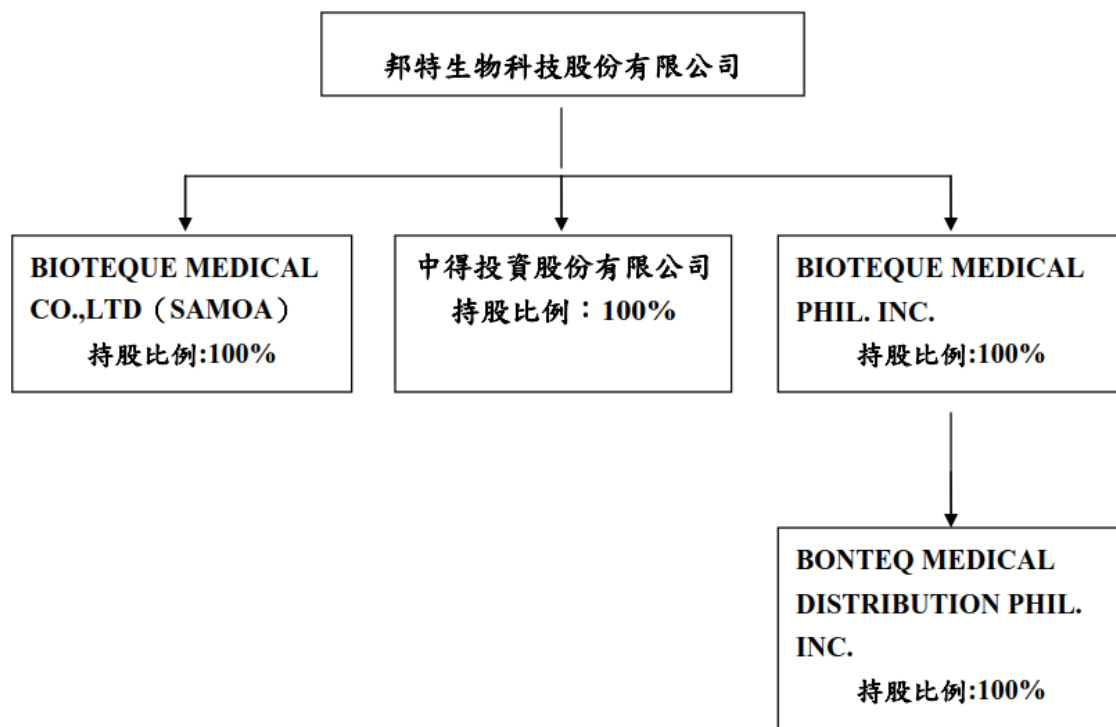 邦特生物科技股份有限公司
BIOTEQUE MEDICAL
CO.,LTD（SAMOA）
持股比例:100%
中得投資股份有限公司
持股比例：100%
BIOTEQUE MEDICAL
PHIL. INC.
持股比例:100%
BONTEQ MEDICAL
DISTRIBUTION PHIL.
INC.
持股比例:100%